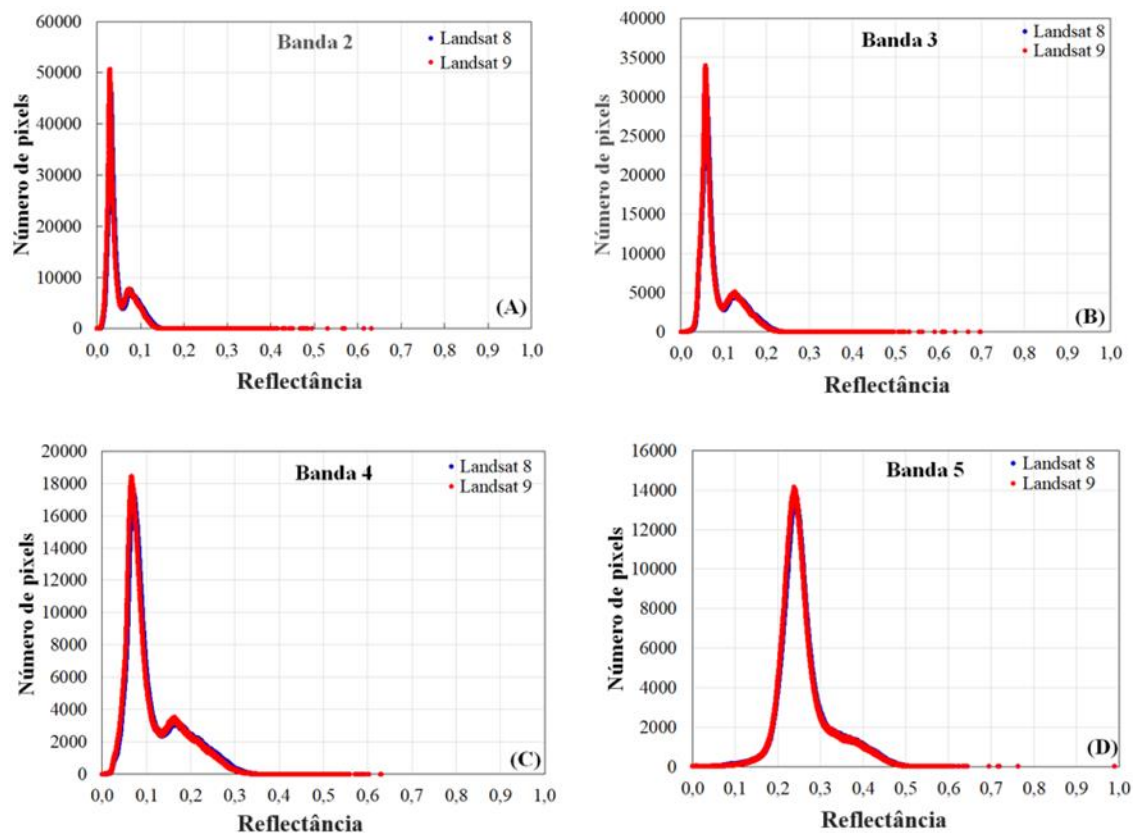 Banda 2
Landsat 8
Landsat 9
Número de pixels
60000
50000
40000
30000
20000
10000
0
0,0 0,1 0,2 0,3 0,4 0,5 0,6 0,7 0,8 0,9 1,0
Reflectância
(A)
Banda 3
Landsat 8
Landsat 9
Número de pixels
40000
35000
30000
25000
20000
15000
10000
5000
0
0,0 0,1 0,2 0,3 0,4 0,5 0,6 0,7 0,8 0,9 1,0
Reflectância
(B)
Banda 4
Landsat 8
Landsat 9
Número de pixels
20000
18000
16000
14000
12000
10000
8000
6000
4000
2000
0
0,0 0,1 0,2 0,3 0,4 0,5 0,6 0,7 0,8 0,9 1,0
Reflectância
(C)
Banda 5
Landsat 8
Landsat 9
Número de pixels
16000
14000
12000
10000
8000
6000
4000
2000
0
0,0 0,1 0,2 0,3 0,4 0,5 0,6 0,7 0,8 0,9 1,0
Reflectância
(D)